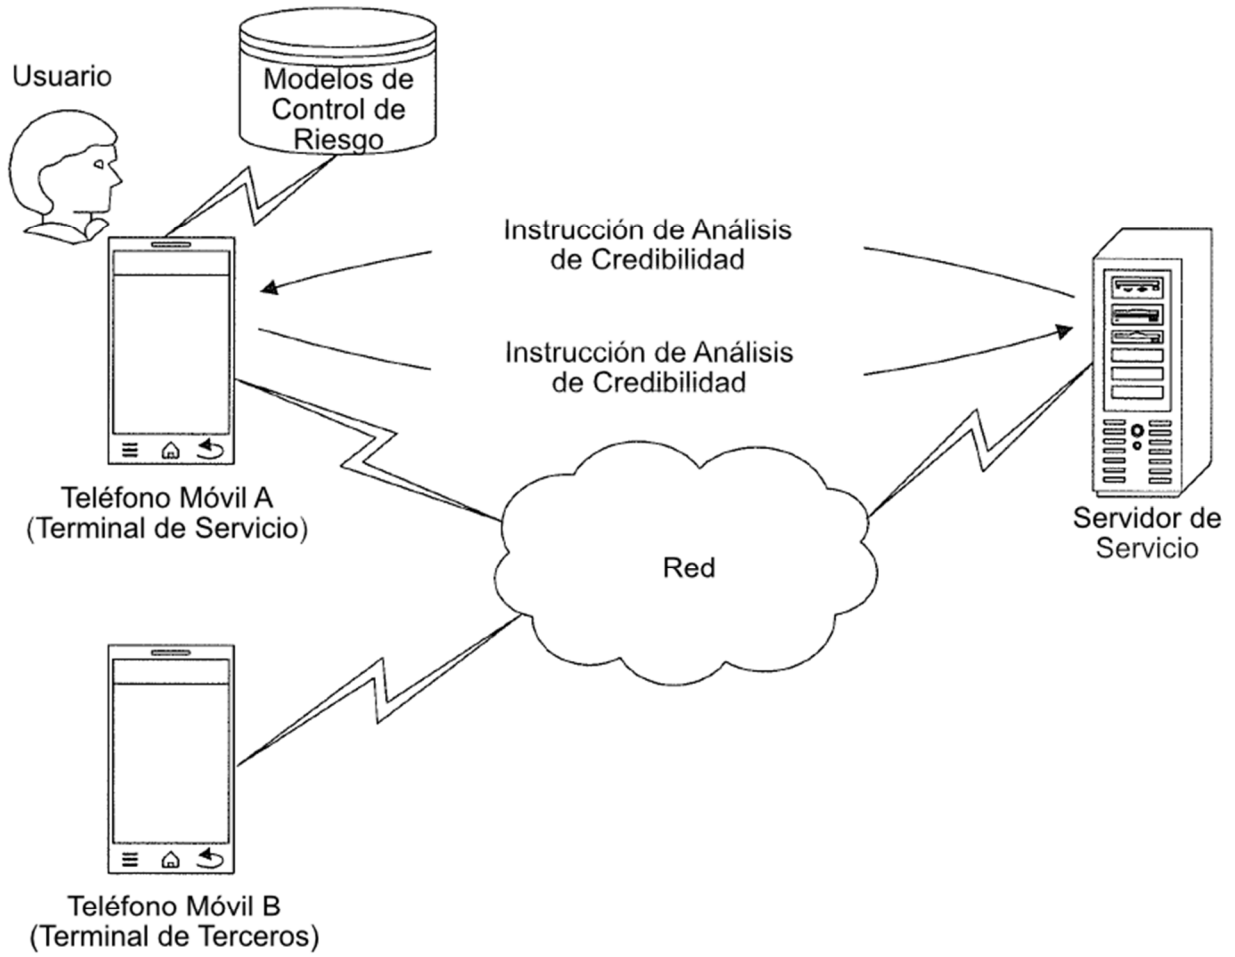 Usuario
Modelos de
Control de
Riesgo
Instrucción de Análisis
de Credibilidad
Instrucción de Análisis
de Credibilidad
Teléfono Móvil A
(Terminal de Servicio)
Servidor de
Servicio
Red
Teléfono Móvil B
(Terminal de Terceros)